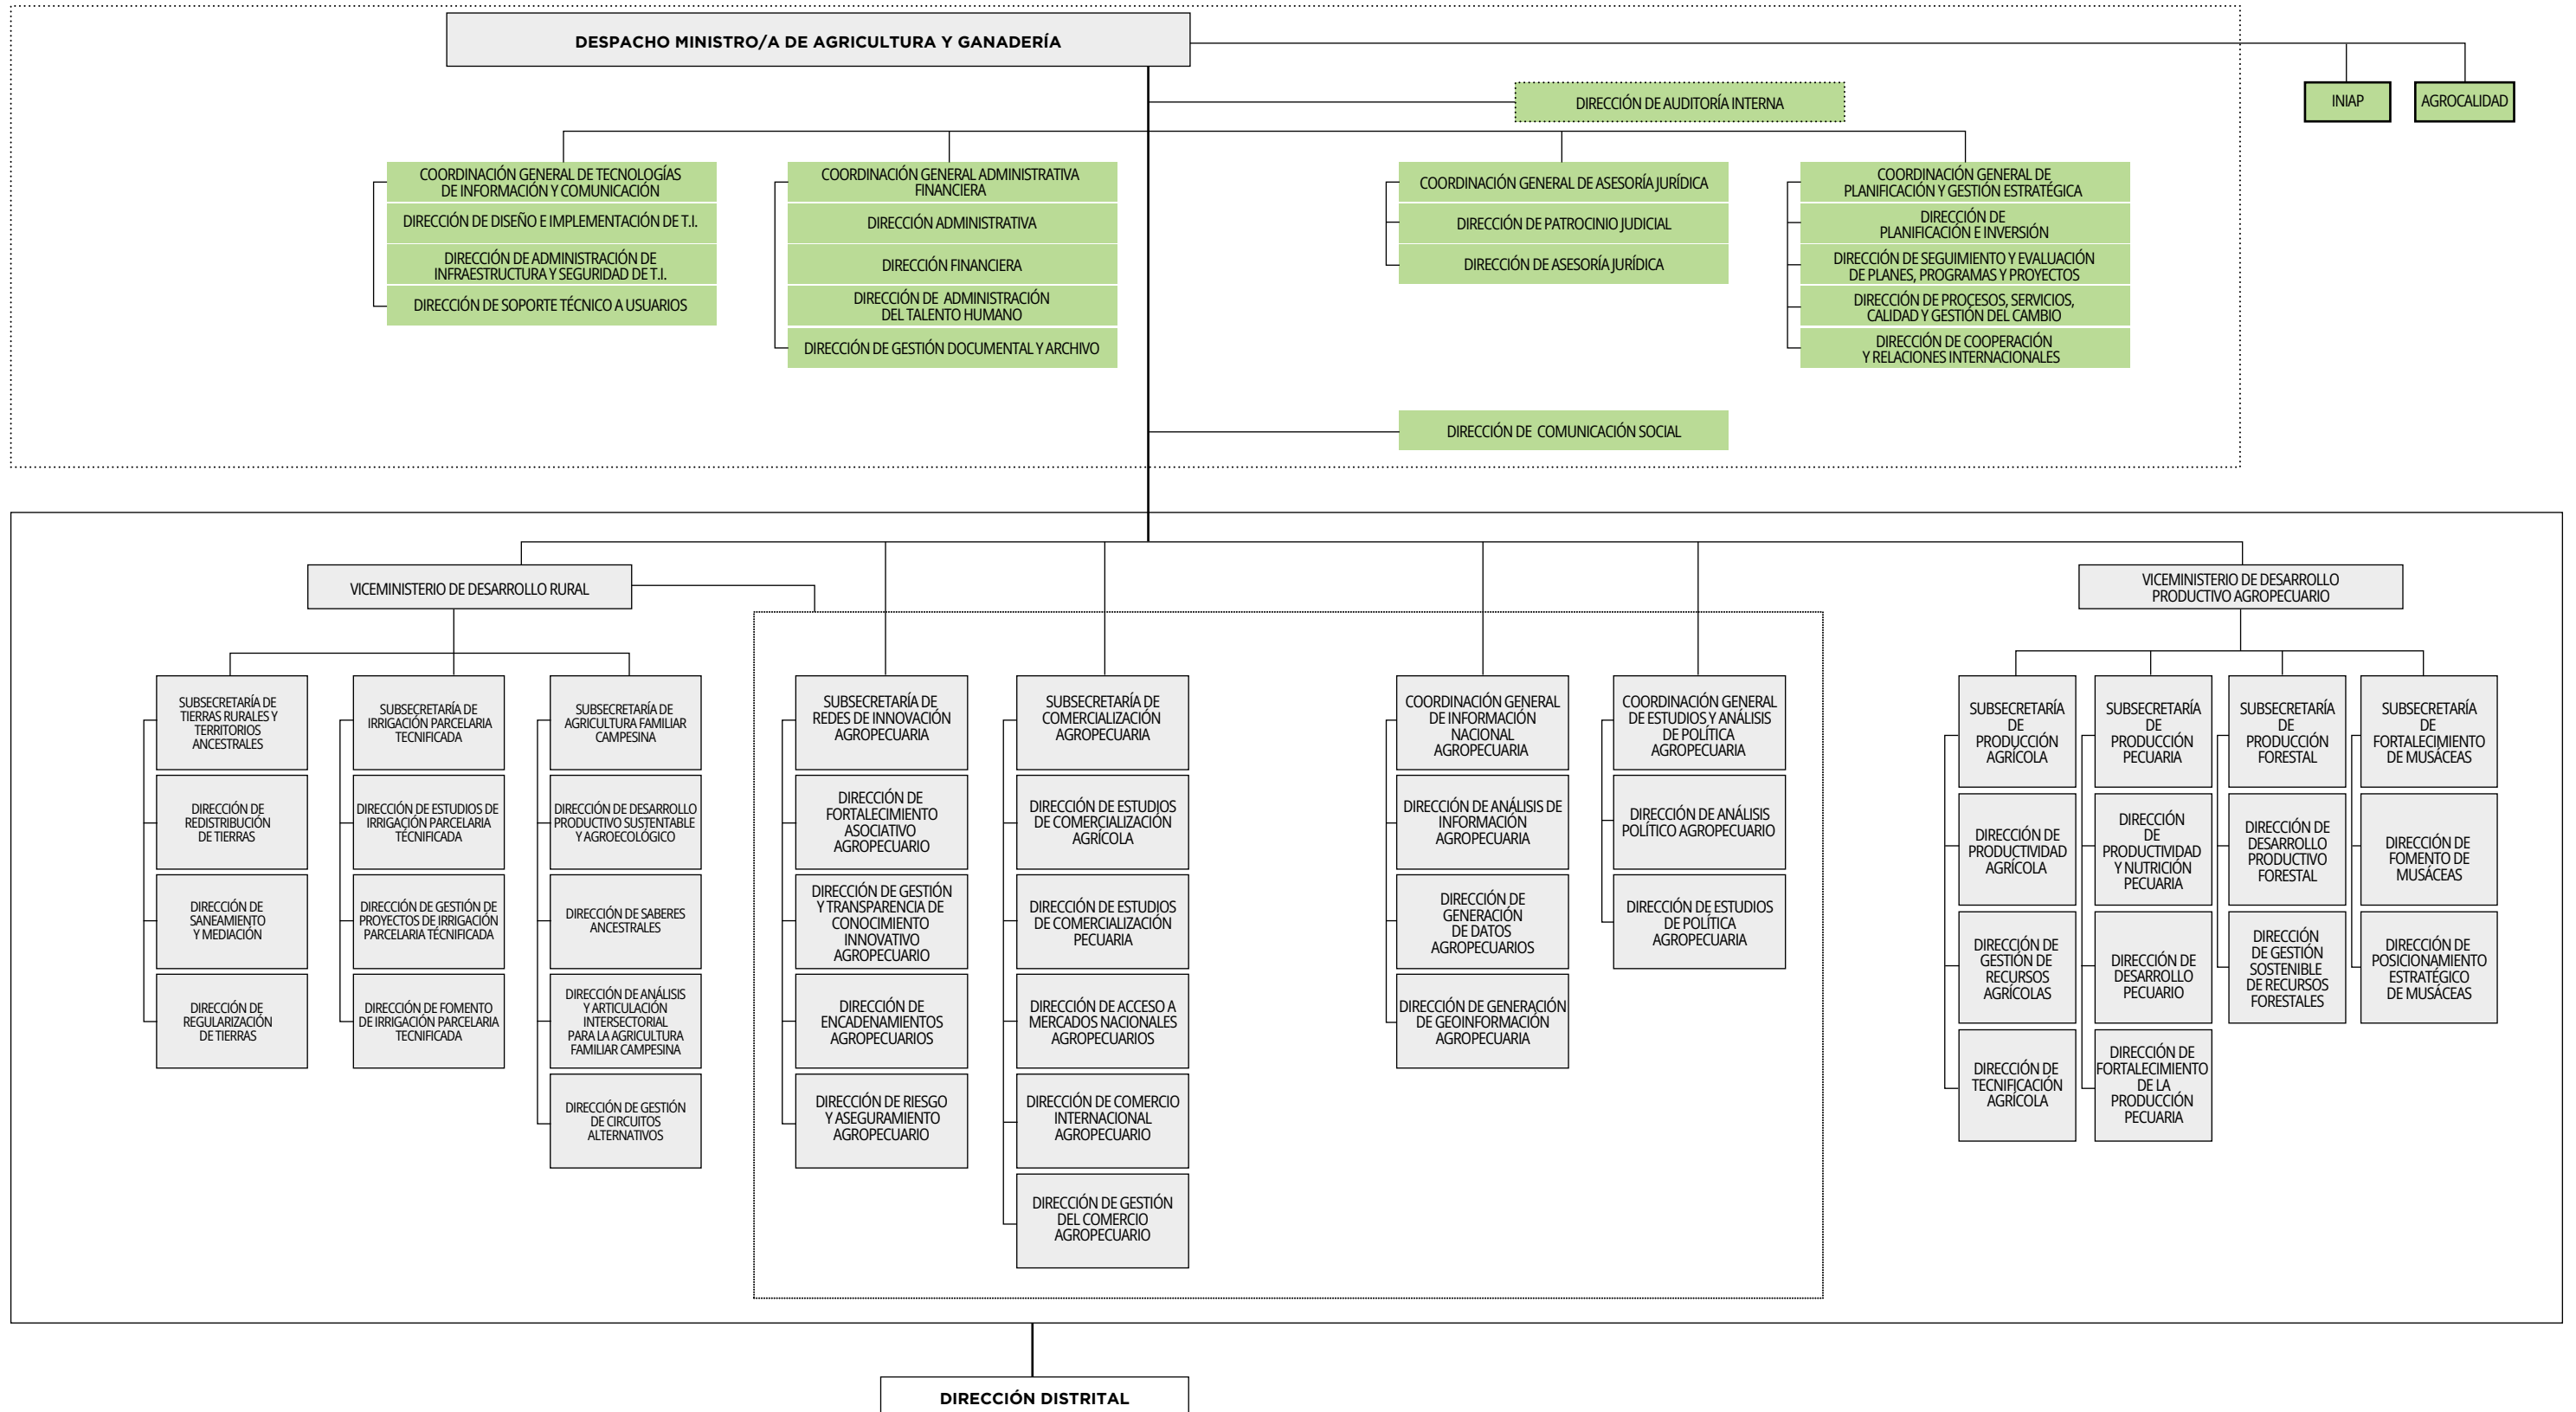 DESPACHO MINISTRO/A DE AGRICULTURA Y GANADERÍA
DIRECCIÓN DE AUDITORÍA INTERNA
INIAP
AGROCALIDAD
COORDINACIÓN GENERAL DE TECNOLOGÍAS
DE INFORMACIÓN Y COMUNICACIÓN
DIRECCIÓN DE DISEÑO E IMPLEMENTACIÓN DE T.I.
DIRECCIÓN DE ADMINISTRACIÓN DE
INFRAESTRUCTURA Y SEGURIDAD DE T.I.
DIRECCIÓN DE SOPORTE TÉCNICO A USUARIOS
COORDINACIÓN GENERAL ADMINISTRATIVA
FINANCIERA
DIRECCIÓN ADMINISTRATIVA
DIRECCIÓN FINANCIERA
DIRECCIÓN DE ADMINISTRACIÓN
DEL TALENTO HUMANO
DIRECCIÓN DE GESTIÓN DOCUMENTAL Y ARCHIVO
COORDINACIÓN GENERAL DE ASESORÍA JURÍDICA
DIRECCIÓN DE PATROCINIO JUDICIAL
DIRECCIÓN DE ASESORÍA JURÍDICA
COORDINACIÓN GENERAL DE
PLANIFICACIÓN Y GESTIÓN ESTRATÉGICA
DIRECCIÓN DE
PLANIFICACIÓN E INVERSIÓN
DIRECCIÓN DE SEGUIMIENTO Y EVALUACIÓN
DE PLANES, PROGRAMAS Y PROYECTOS
DIRECCIÓN DE PROCESOS, SERVICIOS,
CALIDAD Y GESTIÓN DEL CAMBIO
DIRECCIÓN DE COOPERACIÓN
Y RELACIONES INTERNACIONALES
DIRECCIÓN DE COMUNICACIÓN SOCIAL
VICEMINISTERIO DE DESARROLLO RURAL
VICEMINISTERIO DE DESARROLLO
PRODUCTIVO AGROPECUARIO
SUBSECRETARÍA DE
TIERRAS RURALES Y
TERRITORIOS
ANCESTRALES
DIRECCIÓN DE
REDISTRIBUCIÓN
DE TIERRAS
DIRECCIÓN DE
SANEAMIENTO
Y MEDIACIÓN
DIRECCIÓN DE
REGULARIZACIÓN
DE TIERRAS
SUBSECRETARÍA DE
IRRIGACIÓN PARCELARIA
TECNIFICADA
DIRECCIÓN DE ESTUDIOS DE
IRRIGACIÓN PARCELARIA
TÉCNIFICADA
DIRECCIÓN DE GESTIÓN DE
PROYECTOS DE IRRIGACIÓN
PARCELARIA TÉCNIFICADA
DIRECCIÓN DE FOMENTO
DE IRRIGACIÓN PARCELARIA
TECNIFICADA
SUBSECRETARÍA DE
AGRICULTURA FAMILIAR
CAMPESINA
DIRECCIÓN DE DESARROLLO
PRODUCTIVO SUSTENTABLE
Y AGROECOLÓGICO
DIRECCIÓN DE SABERES
ANCESTRALES
DIRECCIÓN DE ANÁLISIS
Y ARTICULACIÓN
INTERSECTORIAL
PARA LA AGRICULTURA
FAMILIAR CAMPESINA
DIRECCIÓN DE GESTIÓN
DE CIRCUITOS
ALTERNATIVOS
SUBSECRETARÍA DE
REDES DE INNOVACIÓN
AGROPECUARIA
DIRECCIÓN DE
FORTALECIMIENTO
ASOCIATIVO
AGROPECUARIO
DIRECCIÓN DE GESTIÓN
Y TRANSPARENCIA DE
CONOCIMIENTO
INNOVATIVO
AGROPECUARIO
DIRECCIÓN DE
ENCADENAMIENTOS
AGROPECUARIOS
DIRECCIÓN DE RIESGO
Y ASEGURAMIENTO
AGROPECUARIO
SUBSECRETARÍA DE
COMERCIALIZACIÓN
AGROPECUARIA
DIRECCIÓN DE ESTUDIOS
DE COMERCIALIZACIÓN
AGRÍCOLA
DIRECCIÓN DE ESTUDIOS
DE COMERCIALIZACIÓN
PECUARIA
DIRECCIÓN DE ACCESO A
MERCADOS NACIONALES
AGROPECUARIOS
DIRECCIÓN DE COMERCIO
INTERNACIONAL
AGROPECUARIO
DIRECCIÓN DE GESTIÓN
DEL COMERCIO
AGROPECUARIO
COORDINACIÓN GENERAL
DE INFORMACIÓN
NACIONAL
AGROPECUARIA
DIRECCIÓN DE ANÁLISIS DE
INFORMACIÓN
AGROPECUARIA
DIRECCIÓN DE
GENERACIÓN
DE DATOS
AGROPECUARIOS
DIRECCIÓN DE GENERACIÓN
DE GEOINFORMACIÓN
AGROPECUARIA
COORDINACIÓN GENERAL
DE ESTUDIOS Y ANÁLISIS
DE POLÍTICA
AGROPECUARIA
DIRECCIÓN DE ANÁLISIS
POLÍTICO AGROPECUARIO
DIRECCIÓN DE ESTUDIOS
DE POLÍTICA
AGROPECUARIA
SUBSECRETARÍA
DE
PRODUCCIÓN
AGRÍCOLA
DIRECCIÓN DE
PRODUCTIVIDAD
AGRÍCOLA
DIRECCIÓN DE
GESTIÓN DE
RECURSOS
AGRÍCOLAS
DIRECCIÓN DE
TECNIFICACIÓN
AGRÍCOLA
SUBSECRETARÍA
DE
PRODUCCIÓN
PECUARIA
DIRECCIÓN
DE
PRODUCTIVIDAD
Y NUTRICIÓN
PECUARIA
DIRECCIÓN DE
DESARROLLO
PECUARIO
DIRECCIÓN DE
FORTALECIMIENTO
DE LA
PRODUCCIÓN
PECUARIA
SUBSECRETARÍA
DE
PRODUCCIÓN
FORESTAL
DIRECCIÓN DE
DESARROLLO
PRODUCTIVO
FORESTAL
DIRECCIÓN
DE GESTIÓN
SOSTENIBLE
DE RECURSOS
FORESTALES
SUBSECRETARÍA
DE
FORTALECIMIENTO
DE MUSÁCEAS
DIRECCIÓN DE
FOMENTO DE
MUSÁCEAS
DIRECCIÓN DE
POSICIONAMIENTO
ESTRATÉGICO
DE MUSÁCEAS
DIRECCIÓN DISTRITAL